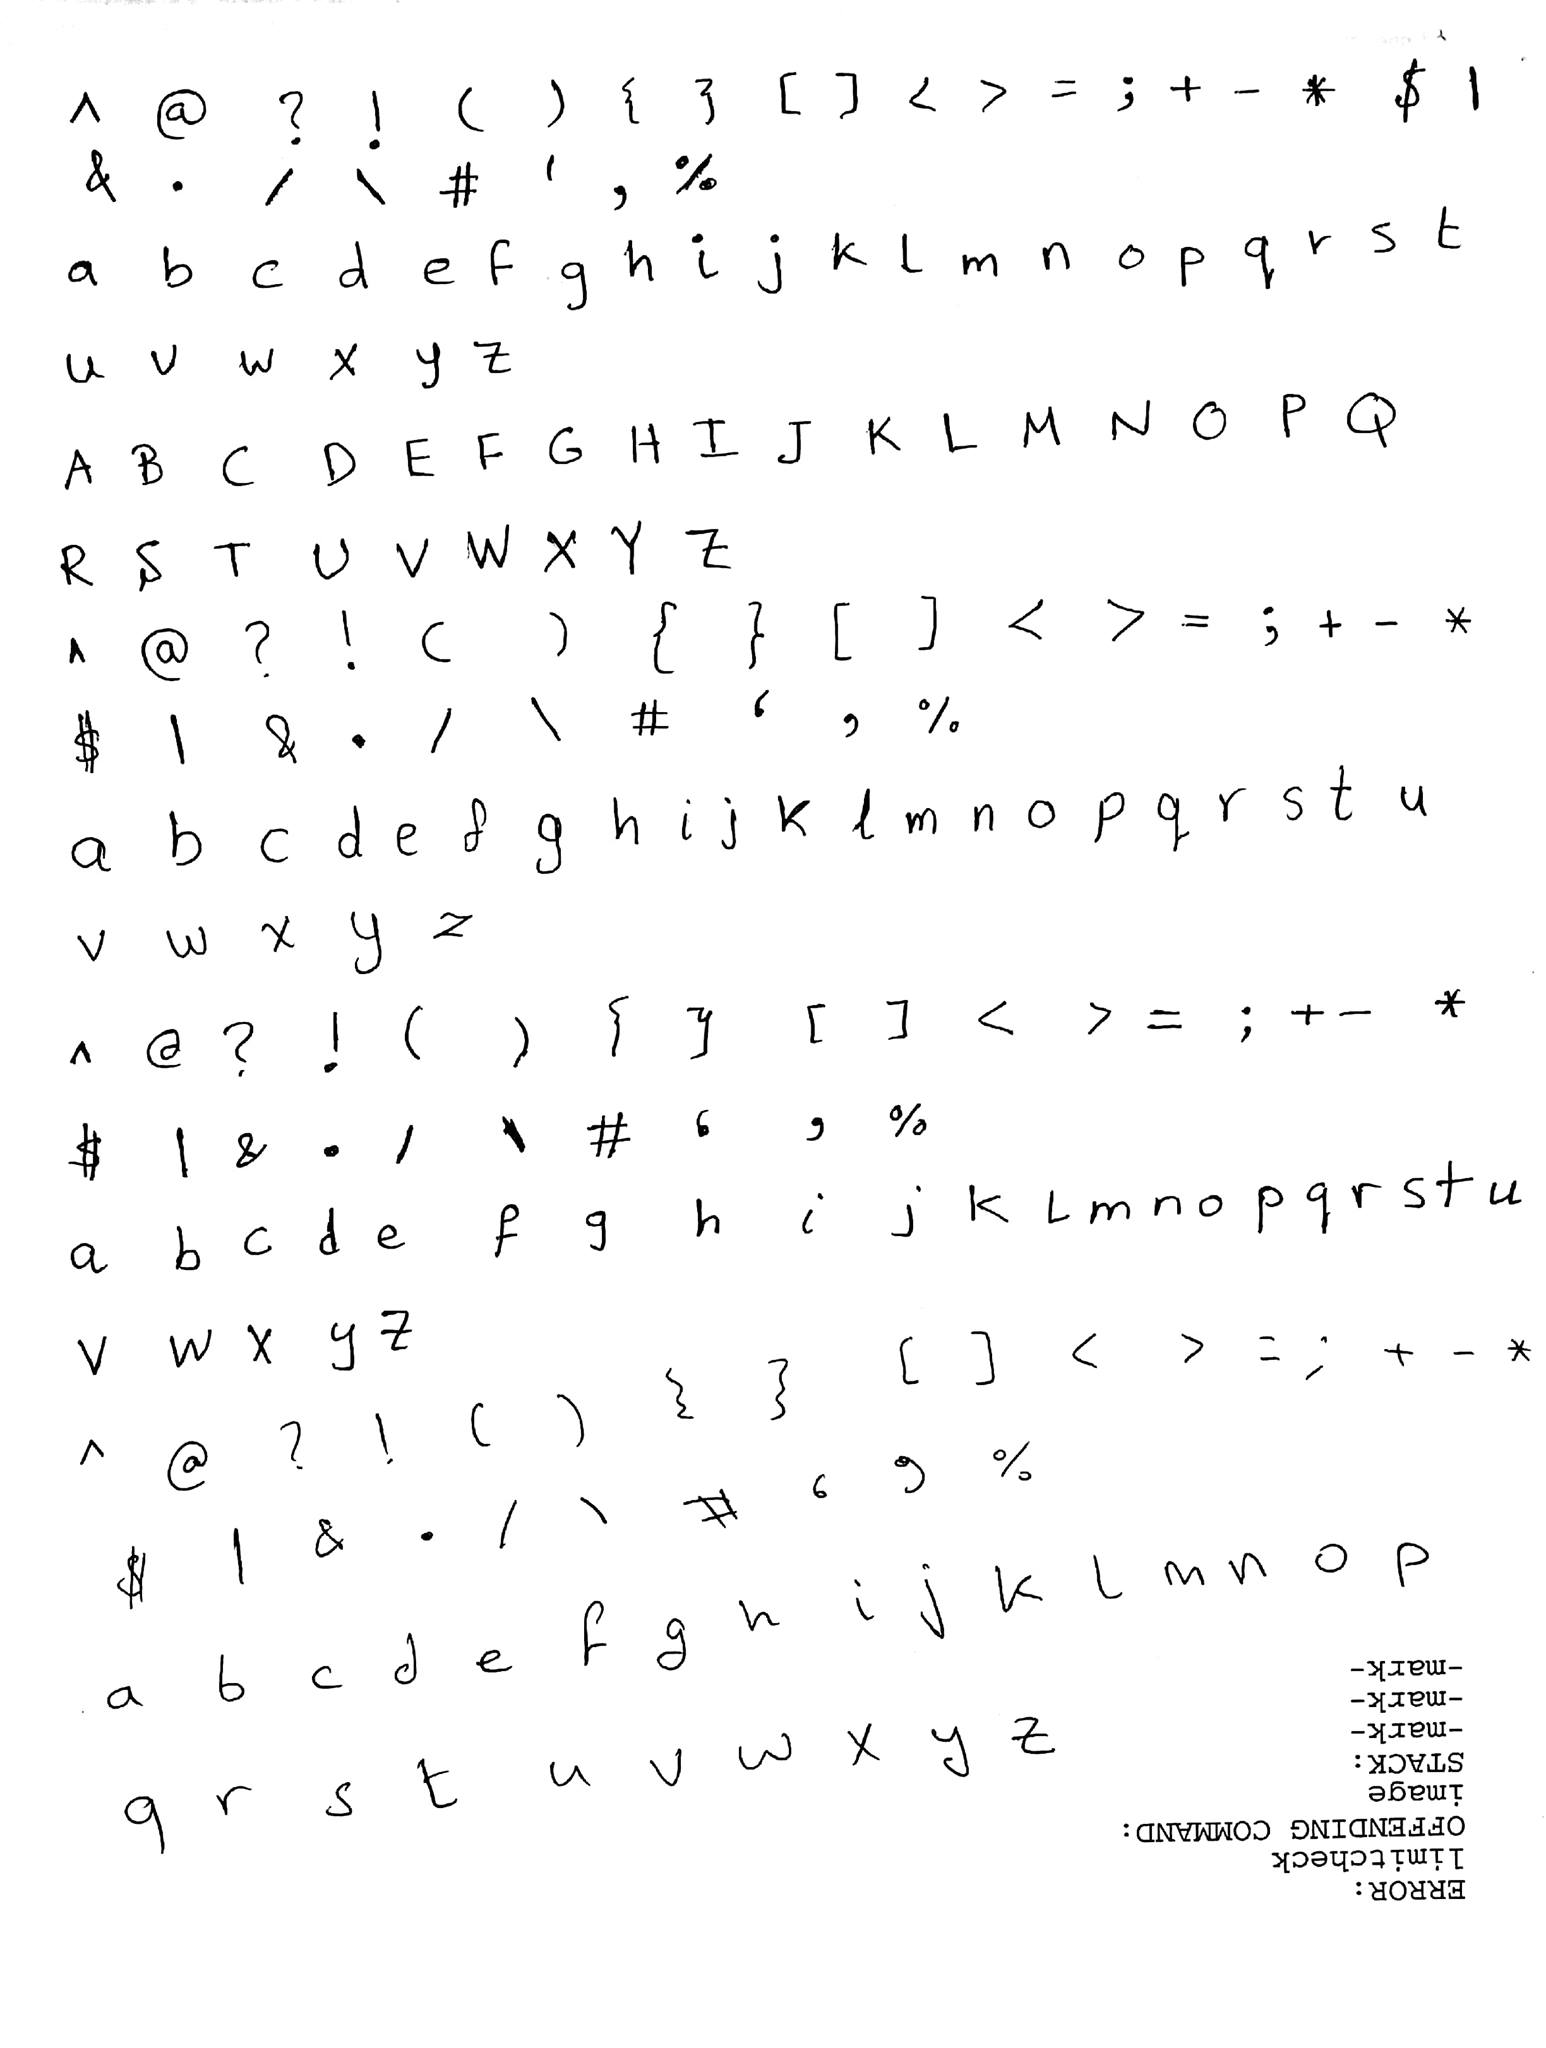 ^ @ ? ! ( ) { } [ ] < > = ; + - * $ |
& . / \ # ‘ , %
a b c d e f g h i j k l m n o p q r s t
u v w x y z
A B C D E F G H I J K L M N O P Q
R S T U V W X Y Z
^ @ ? ! ( ) { } [ ] < > = ; + - *
$ | & . / \ # ‘ , %
a b c d e f g h i j k l m n o p q r s t u
v w x y z
^ @ ? ! ( ) { } [ ] < > = ; + - *
$ | & . / \ # ‘ , %
a b c d e f g h i j k l m n o p q r s t u
v w x y z
^ @ ? ! ( ) { } [ ] < > = ; + - *
$ | & . / \ # ‘ , %
a b c d e f g h i j k l m n o p
q r s t u v w x y z
ERROR:
limitcheck
OFFENDING COMMAND:
image
STACK:
-mark-
-mark-
-mark-